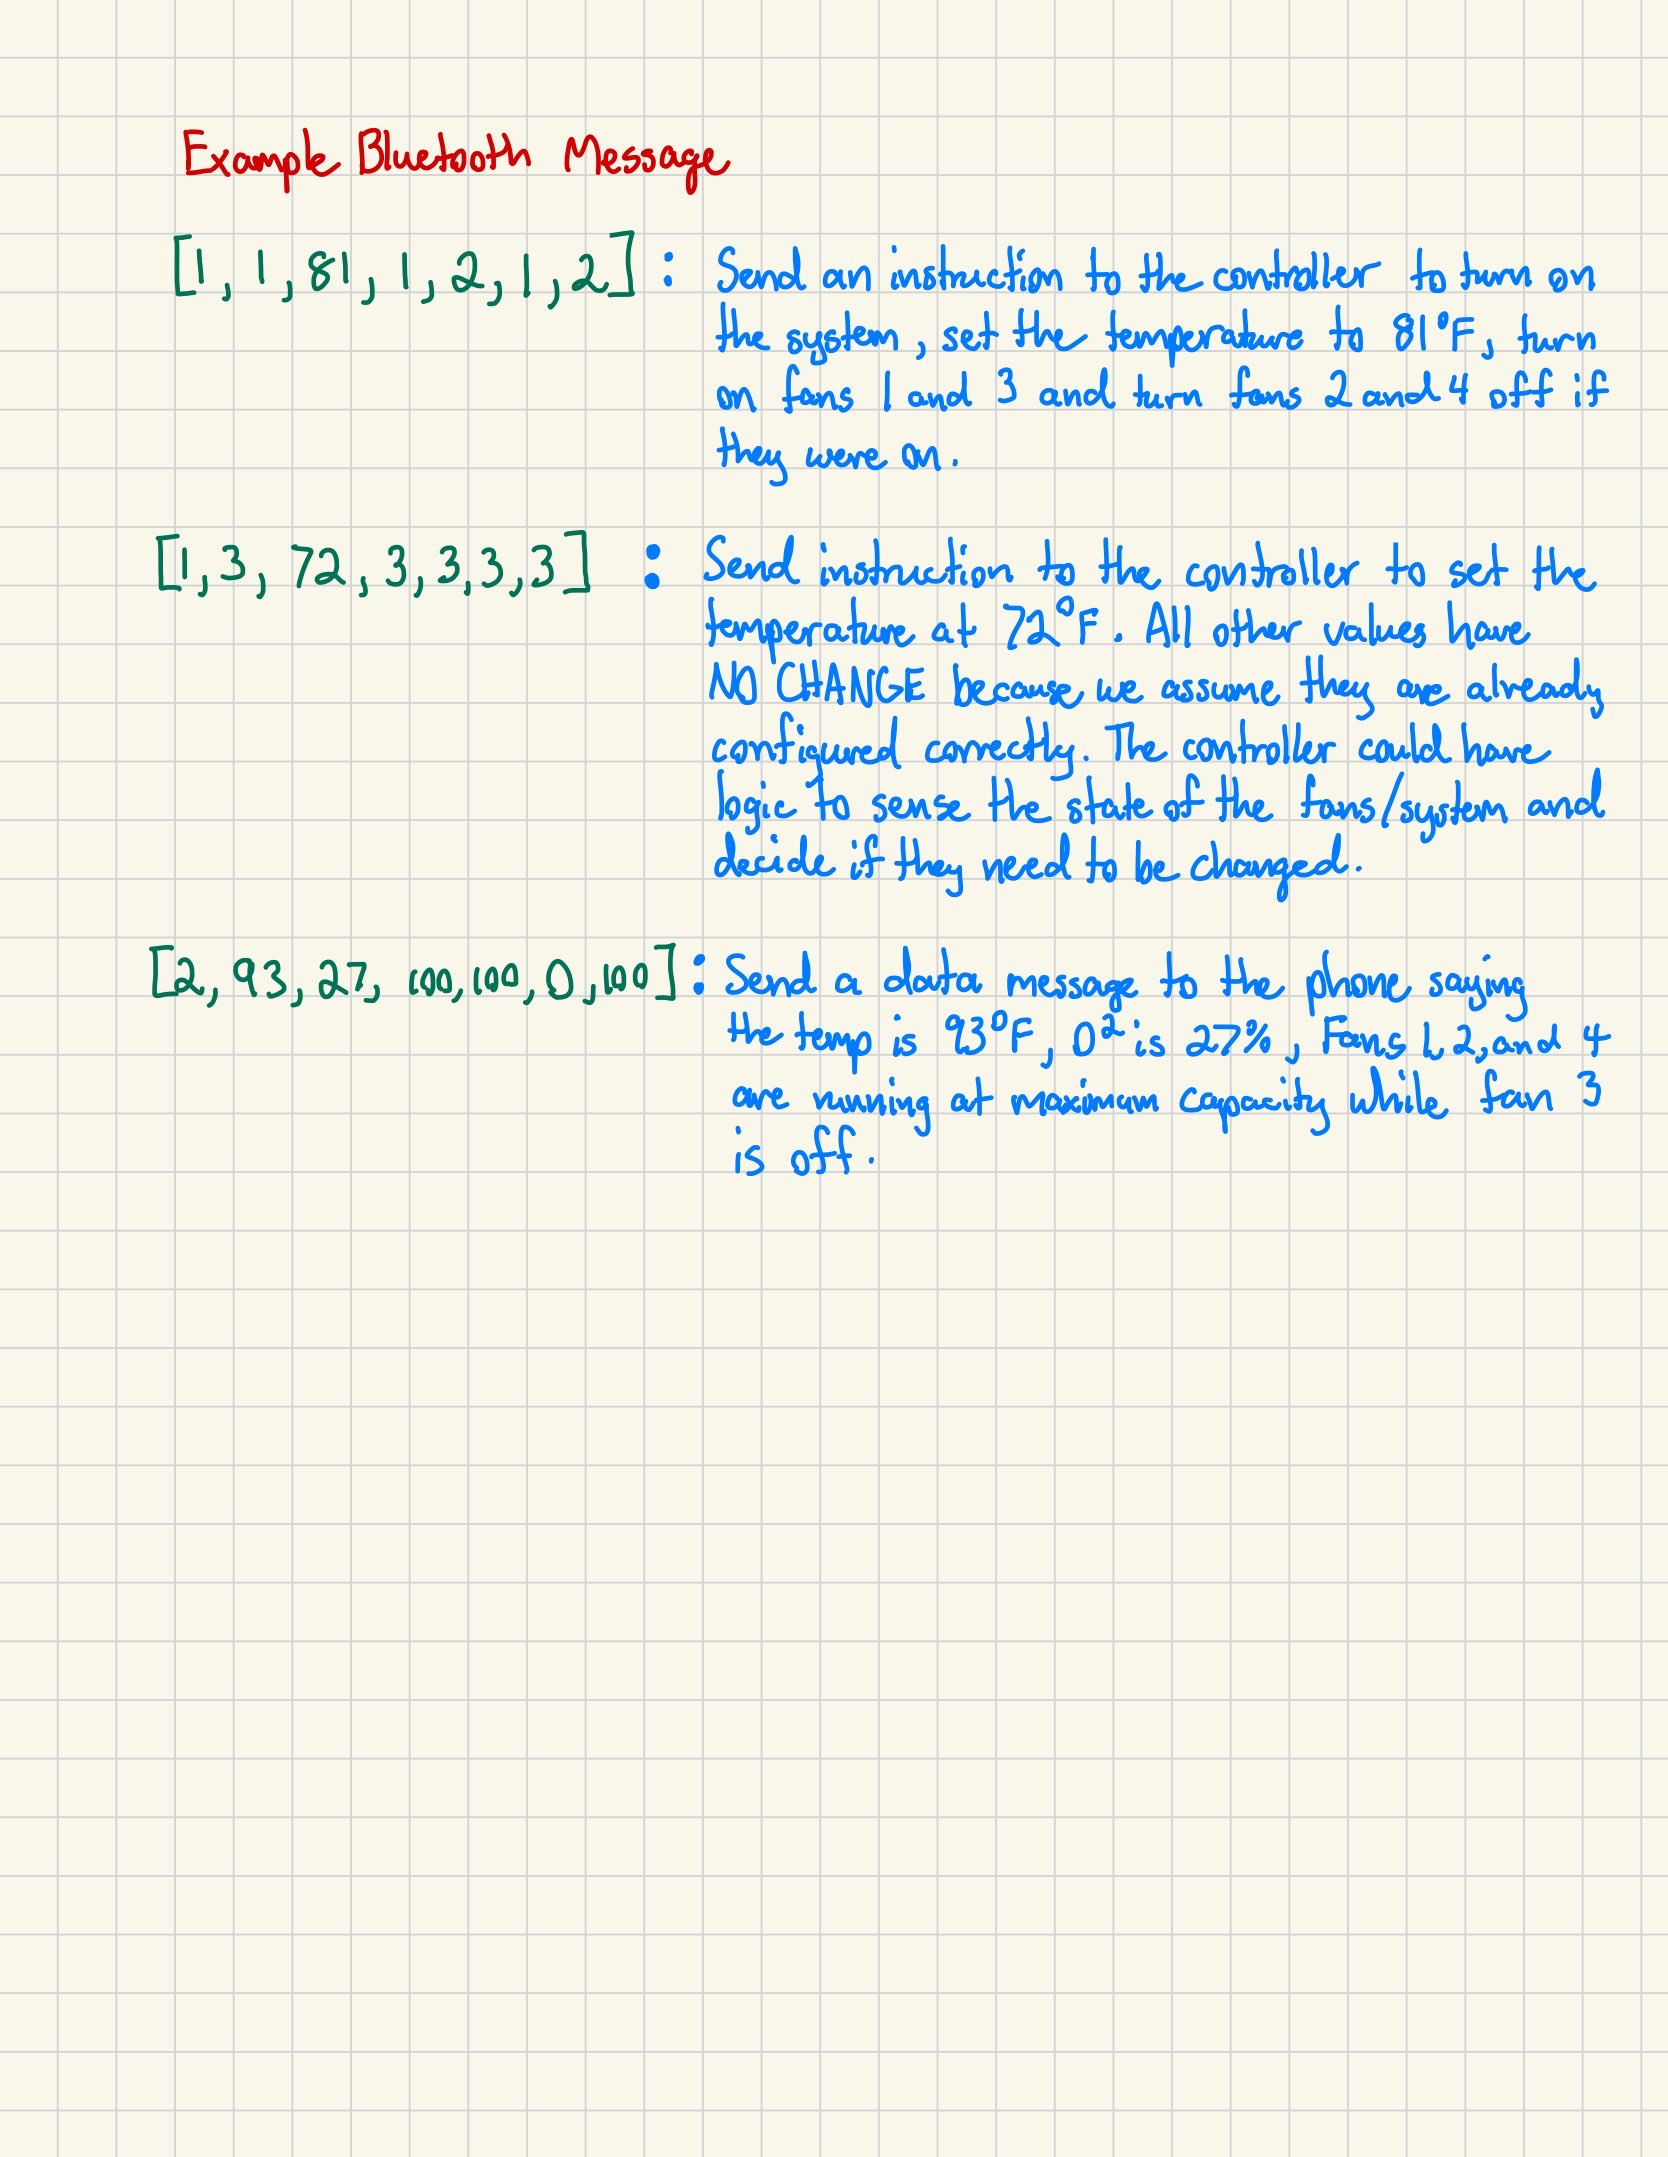 Example Bluetooth Message
[1, 1, 81, 1, 2, 1, 2] : Send an instruction to the controller to turn on
the system, set the temperature to 81°F, turn
on fans 1 and 3 and turn fans 2 and 4 off if
they were on.
[1, 3, 72, 3, 3, 3, 3] : Send instruction to the controller to set the
temperature at 72°F. All other values have
NO CHANGE because we assume they are already
configured correctly. The controller could have
logic to sense the state of the fans/system and
decide if they need to be changed.
[2, 93, 27, 100, 100, 0, 100] : Send a data message to the phone saying
the temp is 93°F, O² is 27%, Fans 1, 2, and 4
are running at maximum capacity while fan 3
is off.